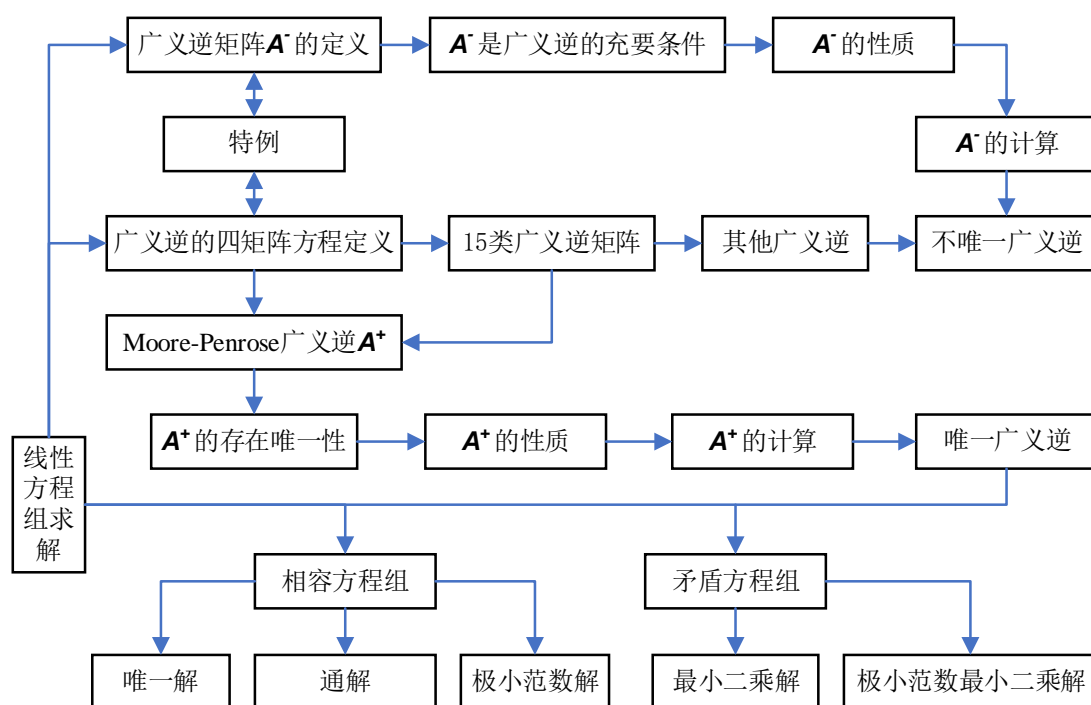 广义逆矩阵A⁻的定义
A⁻是广义逆的充要条件
A⁻的性质
特例
A⁻的计算
广义逆的四矩阵方程定义
15类广义逆矩阵
其他广义逆
不唯一广义逆
Moore-Penrose广义逆A⁺
A⁺的存在唯一性
A⁺的性质
A⁺的计算
唯一广义逆
线性
方程
组求
解
相容方程组
矛盾方程组
唯一解
通解
极小范数解
最小二乘解
极小范数最小二乘解